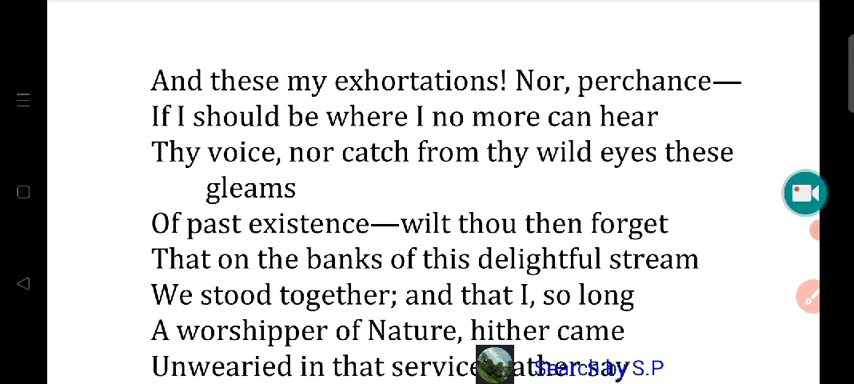 And these my exhortations! Nor, perchance—
If I should be where I no more can hear
Thy voice, nor catch from thy wild eyes these
gleams
Of past existence—wilt thou then forget
That on the banks of this delightful stream
We stood together; and that I, so long
A worshipper of Nature, hither came
Unwearied in that service say
Search by S.P